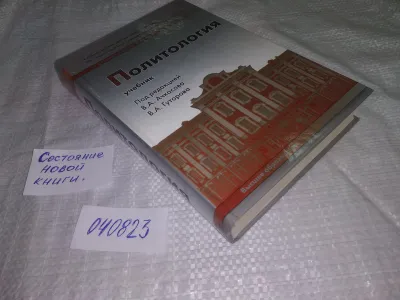 Политология
учебник
Под редакцией
В.А. Ачкасова
В.А. Гуторова
Состояние
новой
книги.
040823